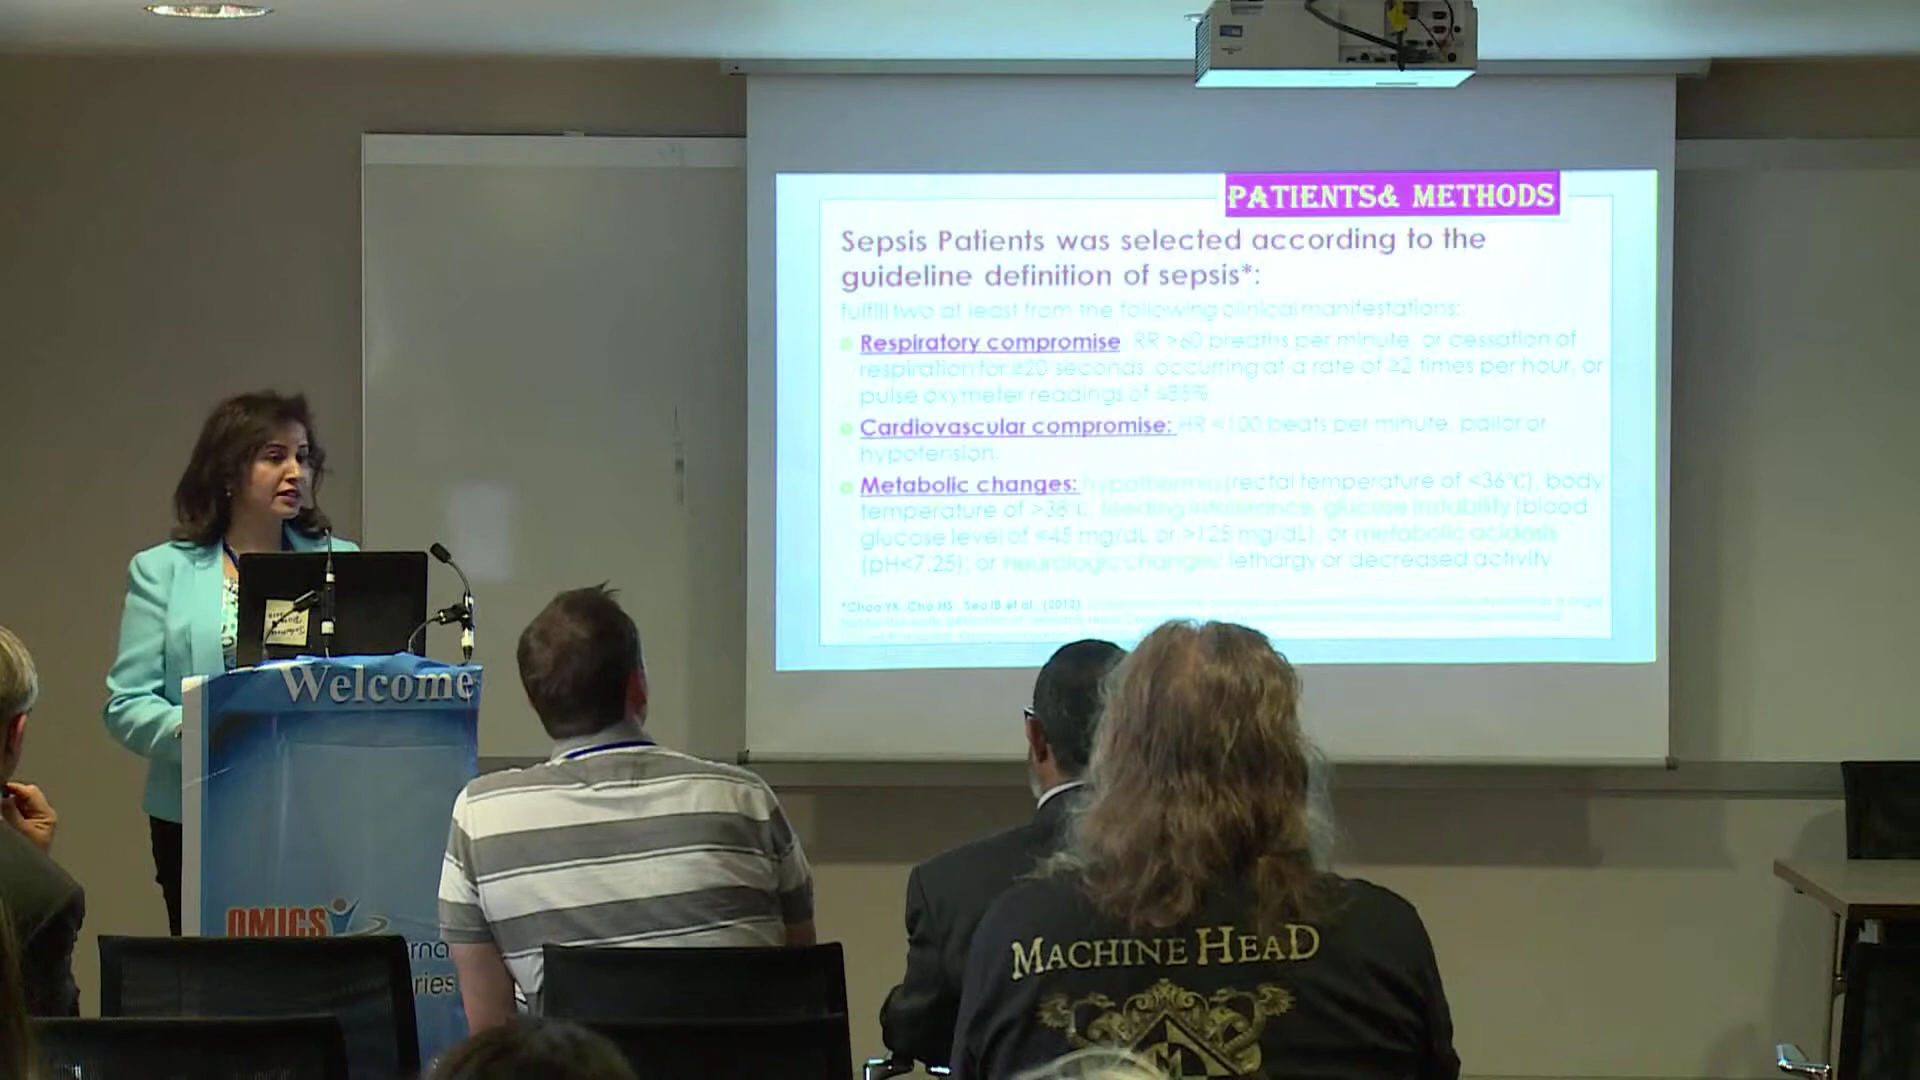 PATIENTS& METHODS
Sepsis Patients was selected according to the
guideline definition of sepsis*:
Fulfill two at least from the following clinical manifestations:
Respiratory compromise RR >60 breaths per minute, or cessation of
respiration for ≥20 seconds, occurring at a rate of ≥2 times per hour, or
pulse oxymeter readings of ≤85%
Cardiovascular compromise: HR <100 beats per minute, pallor or
hypotension.
Metabolic changes: hypothermia (rectal temperature of <36°C), body
temperature of >38°C, feeding intolerance, glucose instability (blood
glucose level of <45 mg/dL or >125 mg/dL), or metabolic acidosis
(pH<7.25); or neurologic changes: lethargy or decreased activity
*Choo YK, Cho HS, Seo IB et al., (2012)
Welcome
OMICS
MACHINE HEAD